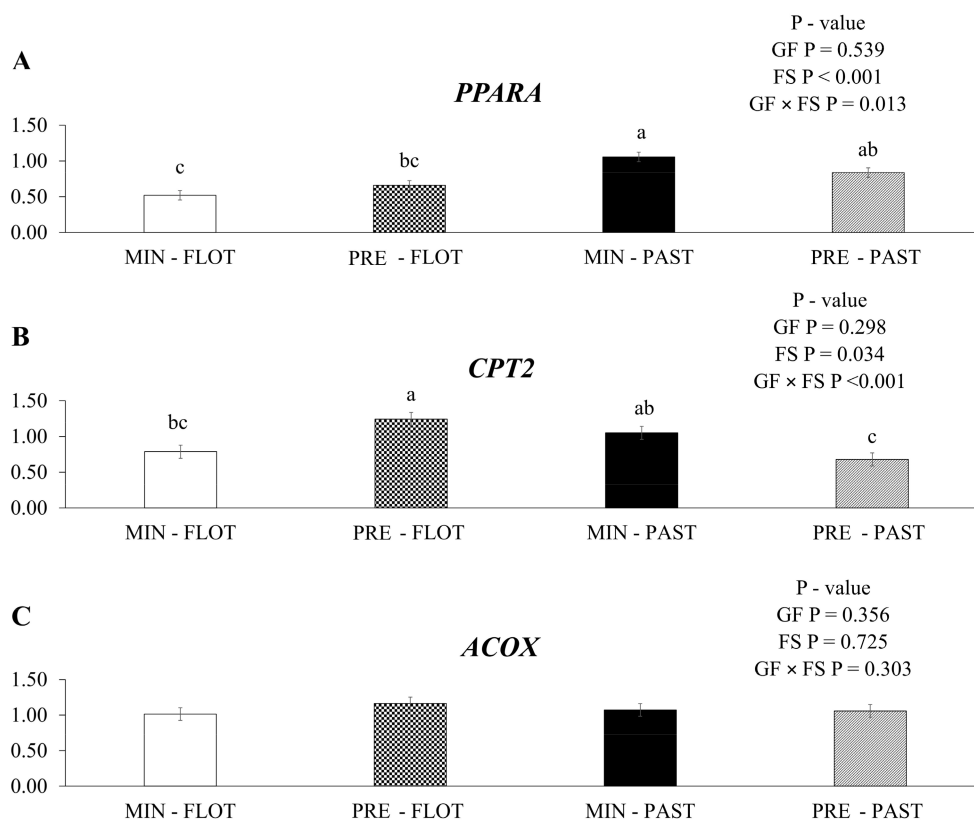 P - value
GF P = 0.539
FS P < 0.001
GF × FS P = 0.013
A
PPARA
1.50
1.00
0.50
0.00
c
bc
a
ab
MIN - FLOT
PRE - FLOT
MIN - PAST
PRE - PAST
P - value
GF P = 0.298
FS P = 0.034
GF × FS P <0.001
B
CPT2
1.50
1.00
0.50
0.00
bc
a
ab
c
MIN - FLOT
PRE - FLOT
MIN - PAST
PRE - PAST
P - value
GF P = 0.356
FS P = 0.725
GF × FS P = 0.303
C
ACOX
1.50
1.00
0.50
0.00
MIN - FLOT
PRE - FLOT
MIN - PAST
PRE - PAST